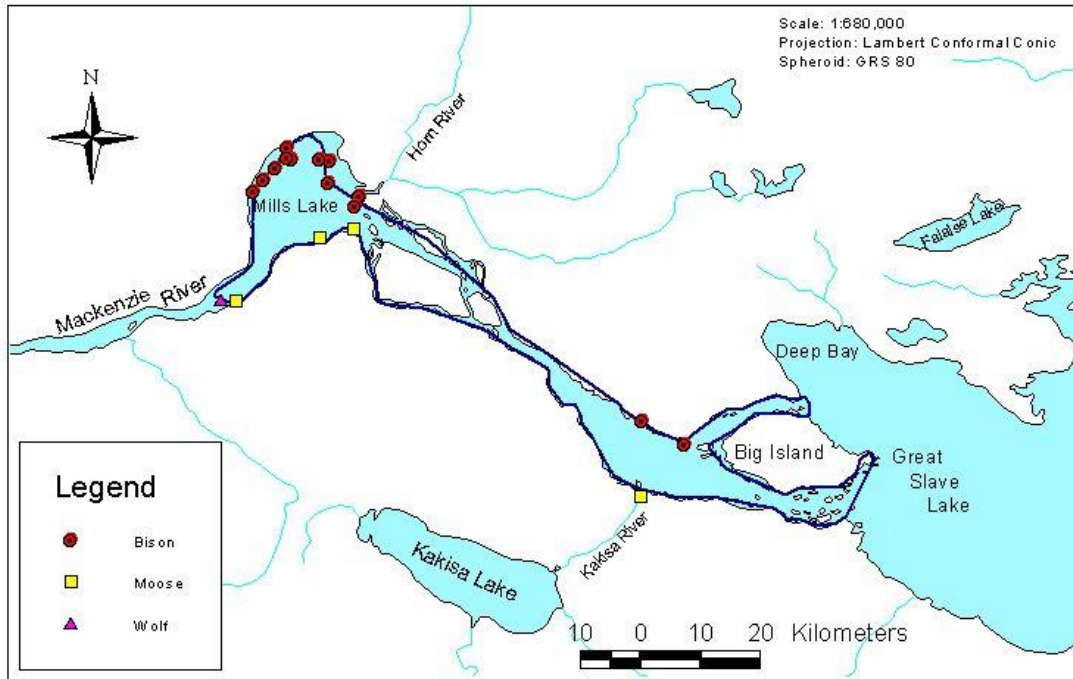 Scale: 1:680,000
Projection: Lambert Conformal Conic
Spheroid: GRS 80
N
Horn River
Mills Lake
Falaise Lake
Mackenzie River
Deep Bay
Big Island
Great
Slave
Lake
Kakisa River
Kakisa Lake
Legend
Bison
Moose
Wolf
10 0 10 20 Kilometers